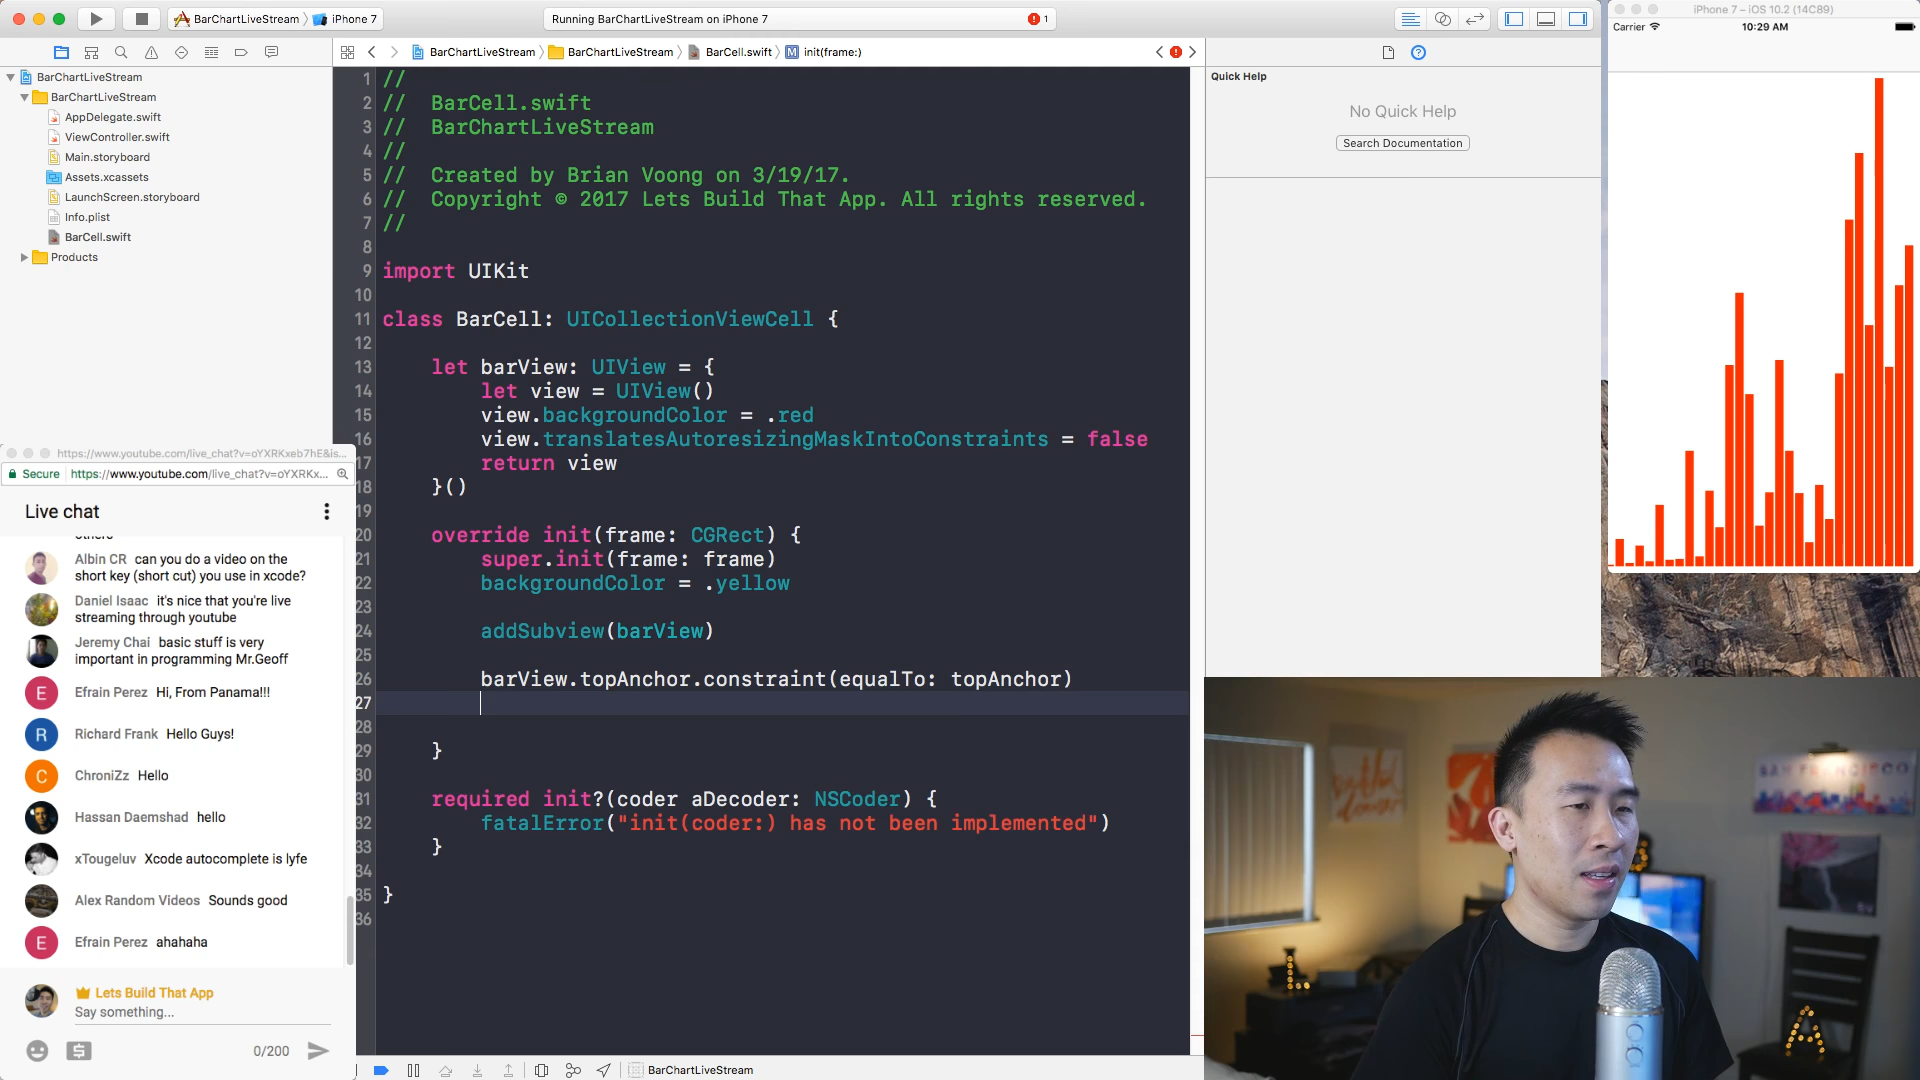 BarChartLiveStream
iPhone 7
Running BarChartLiveStream on iPhone 7
1
iPhone 7 – iOS 10.2 (14C89)
Carrier
10:29 AM
BarChartLiveStream
BarChartLiveStream
BarCell.swift
M
init(frame:)
BarChartLiveStream
BarChartLiveStream
AppDelegate.swift
ViewController.swift
Main.storyboard
Assets.xcassets
LaunchScreen.storyboard
Info.plist
BarCell.swift
Products
Quick Help
No Quick Help
Search Documentation
1 //
2 //  BarCell.swift
3 //  BarChartLiveStream
4 //
5 //  Created by Brian Voong on 3/19/17.
6 //  Copyright © 2017 Lets Build That App. All rights reserved.
7 //
8
9 import UIKit
10
11 class BarCell: UICollectionViewCell {
12
13 let barView: UIView = {
14 let view = UIView()
15 view.backgroundColor = .red
16 view.translatesAutoresizingMaskIntoConstraints = false
17 return view
18 }()
19
20 override init(frame: CGRect) {
21 super.init(frame: frame)
22 backgroundColor = .yellow
23
24 addSubview(barView)
25
26 barView.topAnchor.constraint(equalTo: topAnchor)
27
28
29 }
30
31 required init?(coder aDecoder: NSCoder) {
32 fatalError("init(coder:) has not been implemented")
33 }
34
35 }
36
https://www.youtube.com/live_chat?v=oYXRKxeb7hE&is...
Secure
https://www.youtube.com/live_chat?v=oYXRKx...
Live chat
others
Albin CR can you do a video on the
short key (short cut) you use in xcode?
Daniel Isaac it's nice that you're live
streaming through youtube
Jeremy Chai basic stuff is very
important in programming Mr.Geoff
E
Efrain Perez Hi, From Panama!!!
R
Richard Frank Hello Guys!
C
ChroniZz Hello
Hassan Daemshad hello
xTougeluv Xcode autocomplete is lyfe
Alex Random Videos Sounds good
E
Efrain Perez ahahaha
Lets Build That App
Say something...
0/200
BarChartLiveStream
SAN FRANCISCO
L
A